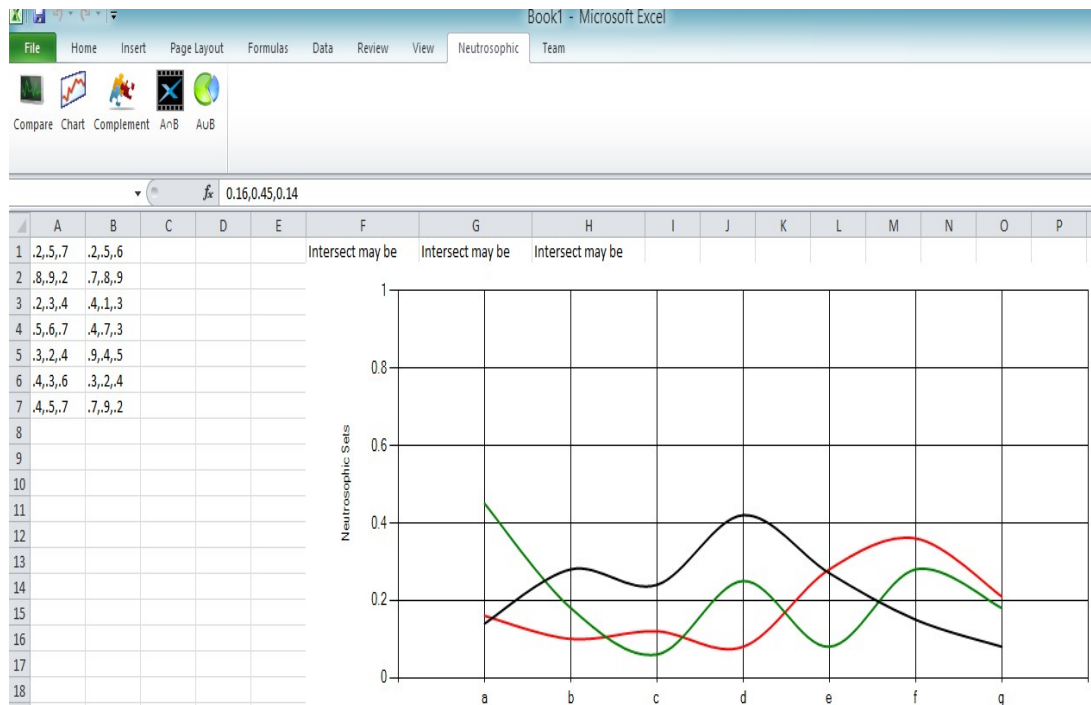 Book1 - Microsoft Excel
File Home Insert Page Layout Formulas Data Review View Neutrosophic Team
Compare Chart Complement A∩B A∪B
fx 0.16,0.45,0.14
A B C D E F G H I J K L M N O P
1 .2,.5,.7 .2,.5,.6 Intersect may be Intersect may be Intersect may be
2 .8,.9,.2 .7,.8,.9
3 .2,.3,.4 .4,.1,.3
4 .5,.6,.7 .4,.7,.3
5 .3,.2,.4 .9,.4,.5
6 .4,.3,.6 .3,.2,.4
7 .4,.5,.7 .7,.9,.2
8
9
10
11
12
13
14
15
16
17
18
Neutrosophic Sets
1
0.8
0.6
0.4
0.2
0
a b c d e f g